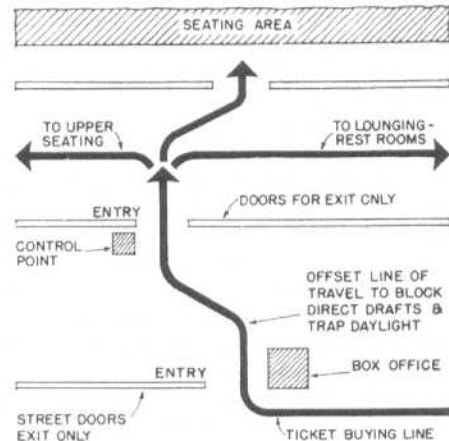 SEATING AREA
TO UPPER
SEATING
TO LOUNGING-
REST ROOMS
ENTRY
DOORS FOR EXIT ONLY
CONTROL
POINT
OFFSET LINE OF
TRAVEL TO BLOCK
DIRECT DRAFTS &
TRAP DAYLIGHT
ENTRY
BOX OFFICE
STREET DOORS
EXIT ONLY
TICKET BUYING LINE